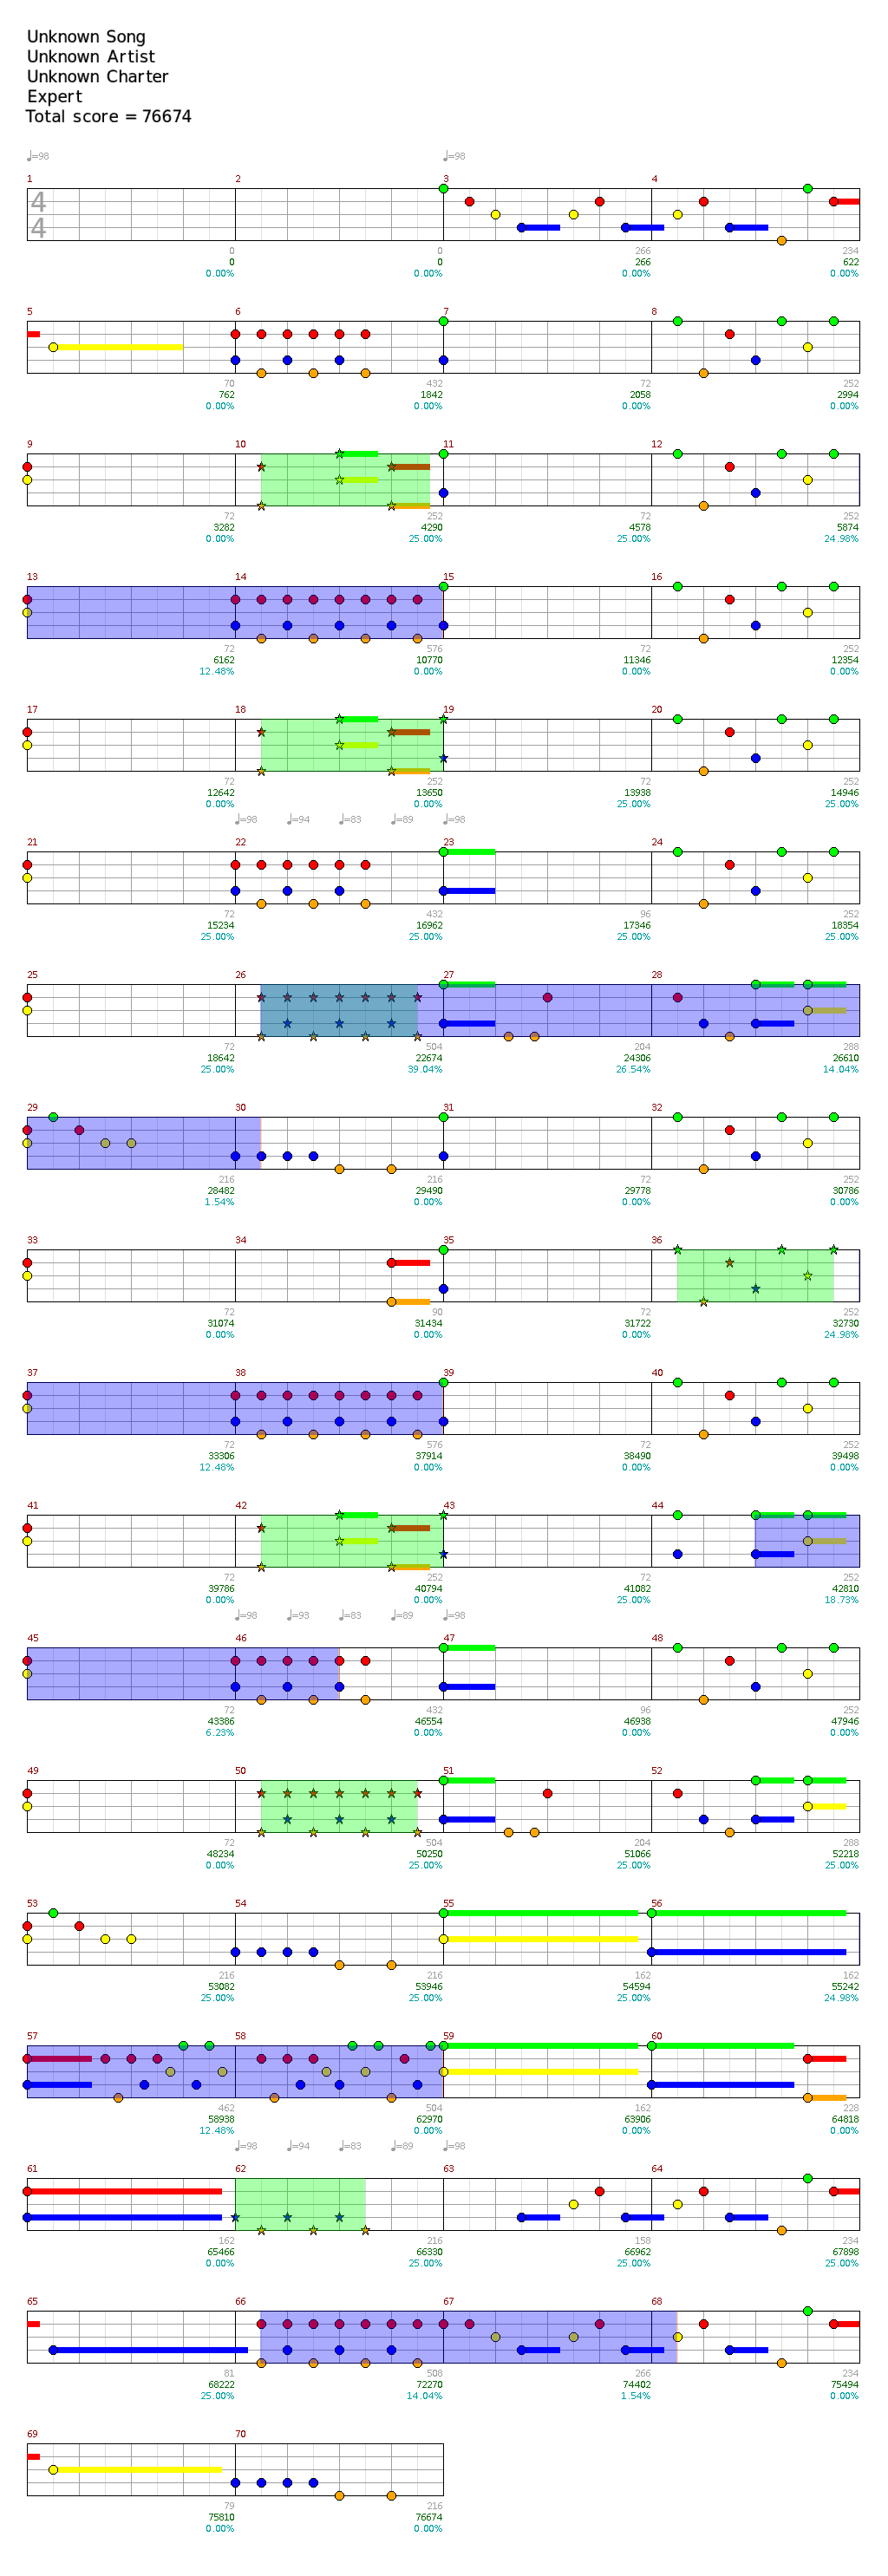 Unknown Song
Unknown Artist
Unknown Charter
Expert
Total score = 76674
♩=98 ♩=98
1 2 3 4
4
4
0 0 266 234
0 0 266 622
0.00% 0.00% 0.00% 0.00%
5 6 7 8
70 432 72 252
762 1842 2058 2994
0.00% 0.00% 0.00% 0.00%
9 10 11 12
72 252 72 252
3282 4290 4578 5874
0.00% 25.00% 25.00% 24.98%
13 14 15 16
72 576 72 252
6162 10770 11346 12354
12.48% 0.00% 0.00% 0.00%
17 18 19 20
72 252 72 252
12642 13650 13938 14946
0.00% 0.00% 25.00% 25.00%
♩=98 ♩=94 ♩=83 ♩=89 ♩=98
21 22 23 24
72 432 96 252
15234 16962 17346 18354
25.00% 25.00% 25.00% 25.00%
25 26 27 28
72 504 204 288
18642 22674 24306 26610
25.00% 39.04% 26.54% 14.04%
29 30 31 32
216 216 72 252
28482 29490 29778 30786
1.54% 0.00% 0.00% 0.00%
33 34 35 36
72 90 72 252
31074 31434 31722 32730
0.00% 0.00% 0.00% 24.98%
37 38 39 40
72 576 72 252
33306 37914 38490 39498
12.48% 0.00% 0.00% 0.00%
41 42 43 44
72 252 72 252
39786 40794 41082 42810
0.00% 0.00% 25.00% 18.73%
♩=98 ♩=93 ♩=83 ♩=89 ♩=98
45 46 47 48
72 432 96 252
43386 46554 46938 47946
6.23% 0.00% 0.00% 0.00%
49 50 51 52
72 504 204 288
48234 50250 51066 52218
0.00% 25.00% 25.00% 25.00%
53 54 55 56
216 216 162 162
53082 53946 54594 55242
25.00% 25.00% 25.00% 24.98%
57 58 59 60
462 504 162 228
58938 62970 63906 64818
12.48% 0.00% 0.00% 0.00%
♩=98 ♩=94 ♩=83 ♩=89 ♩=98
61 62 63 64
162 216 158 234
65466 66330 66962 67898
0.00% 25.00% 25.00% 25.00%
65 66 67 68
81 508 266 234
68222 72270 74402 75494
25.00% 14.04% 1.54% 0.00%
69 70
79 216
75810 76674
0.00% 0.00%